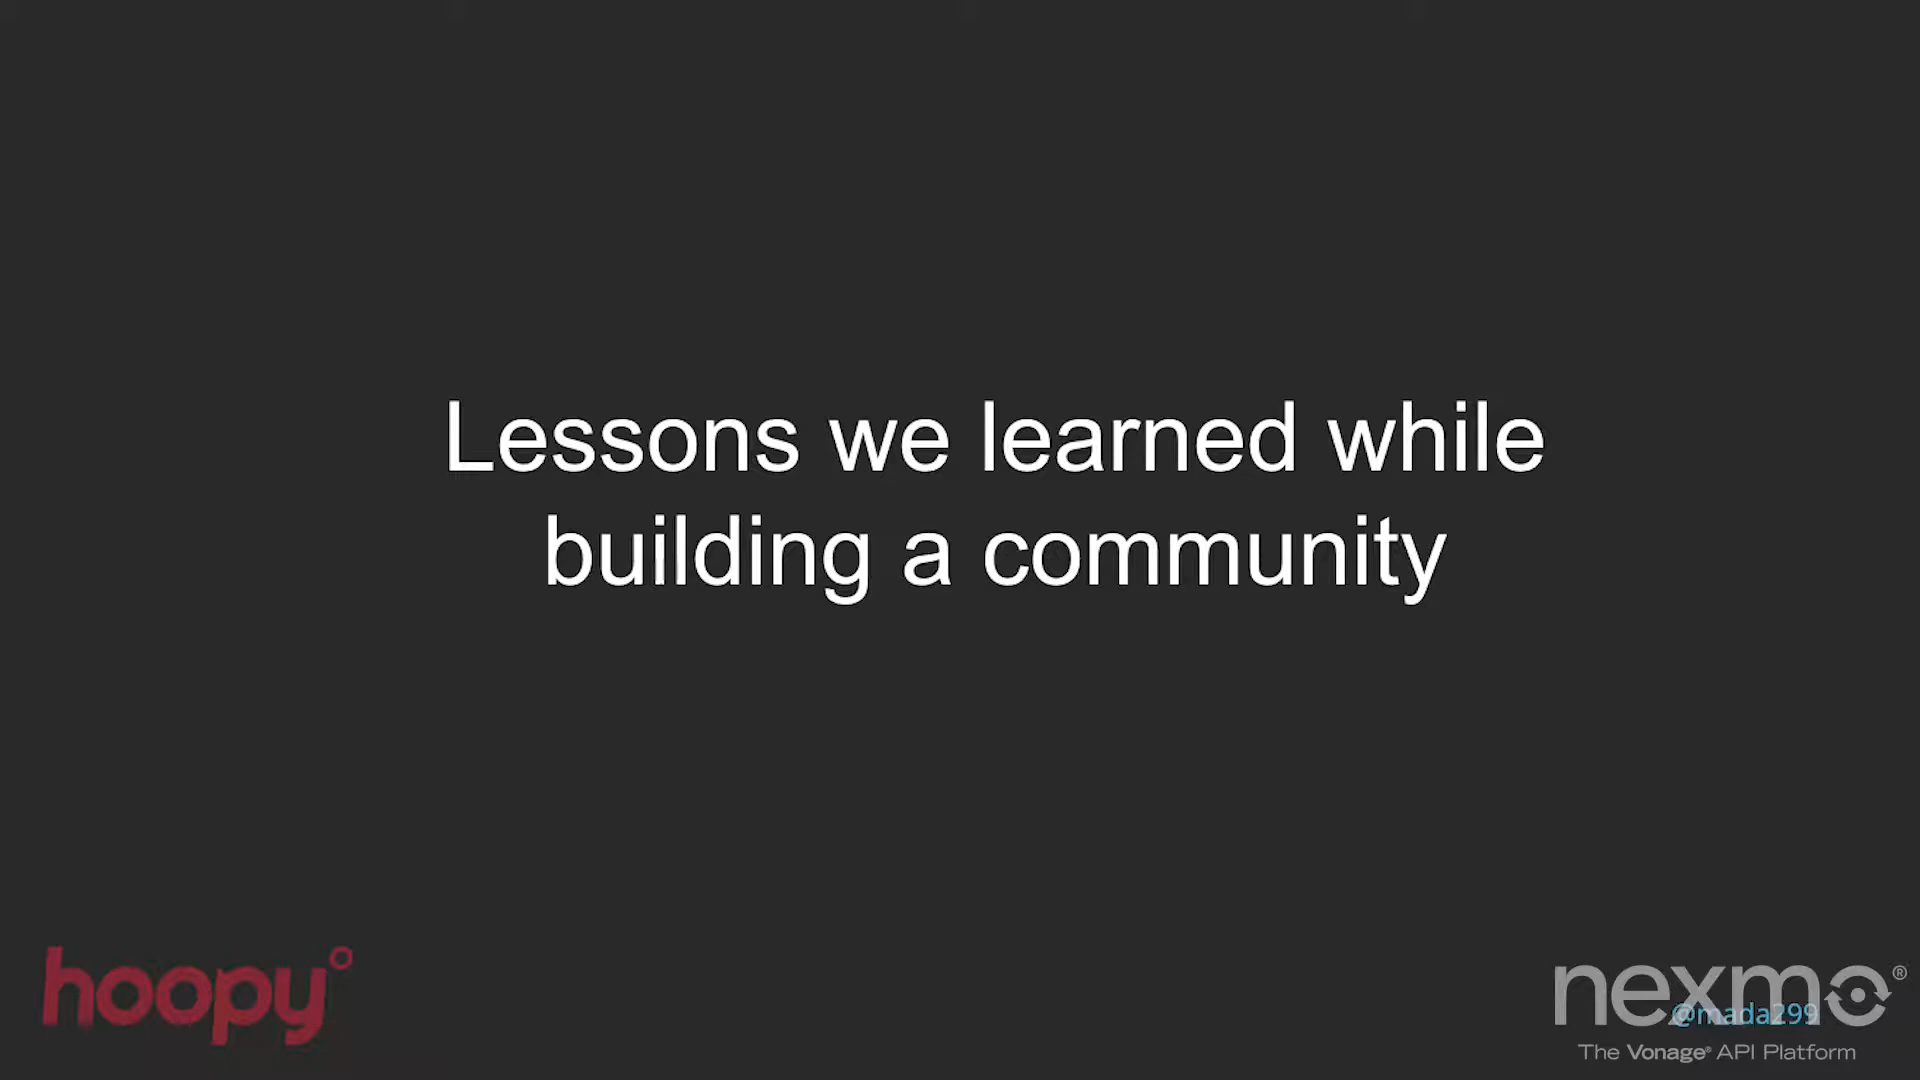 Lessons we learned while
building a community
hoopy
nexmo®
@mada299
The Vonage® API Platform